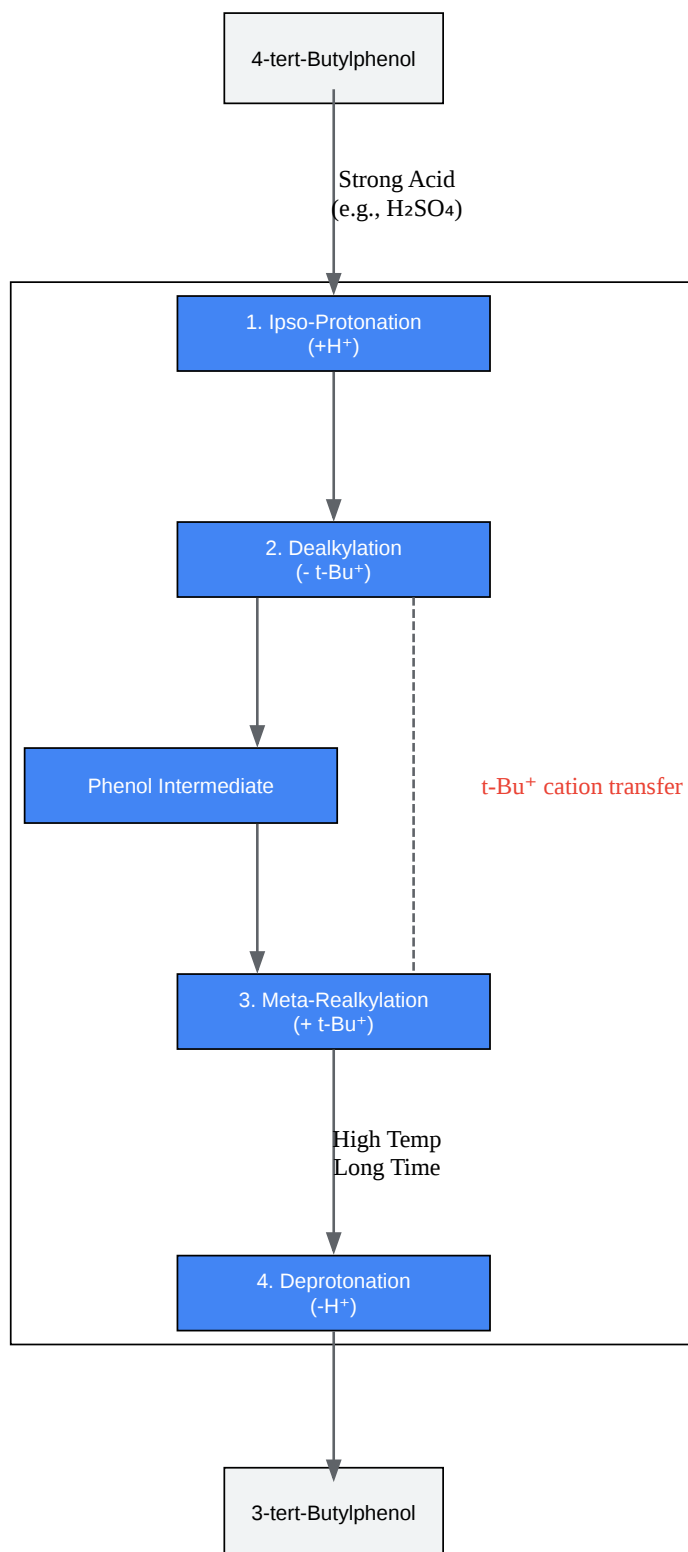 4-tert-Butylphenol
Strong Acid
(e.g., H₂SO₄)
1. Ipso-Protonation
(+H⁺)
2. Dealkylation
(- t-Bu⁺)
Phenol Intermediate
t-Bu⁺ cation transfer
3. Meta-Realkylation
(+ t-Bu⁺)
High Temp
Long Time
4. Deprotonation
(-H⁺)
3-tert-Butylphenol